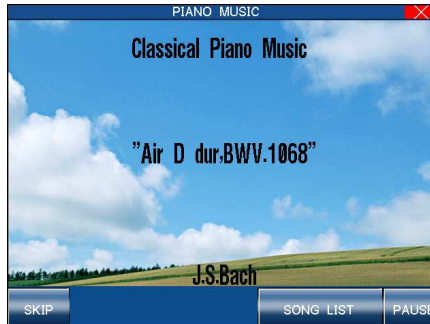 PIANO MUSIC
Classical Piano Music
"Air D dur,BWV.1068"
J.S.Bach
SKIP
SONG LIST
PAUSE